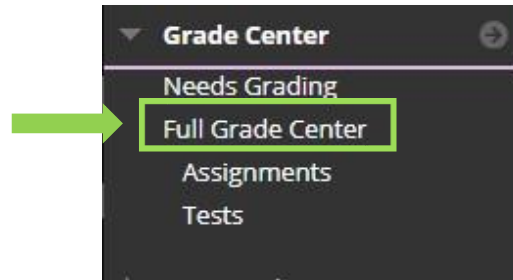 Grade Center
Needs Grading
Full Grade Center
Assignments
Tests